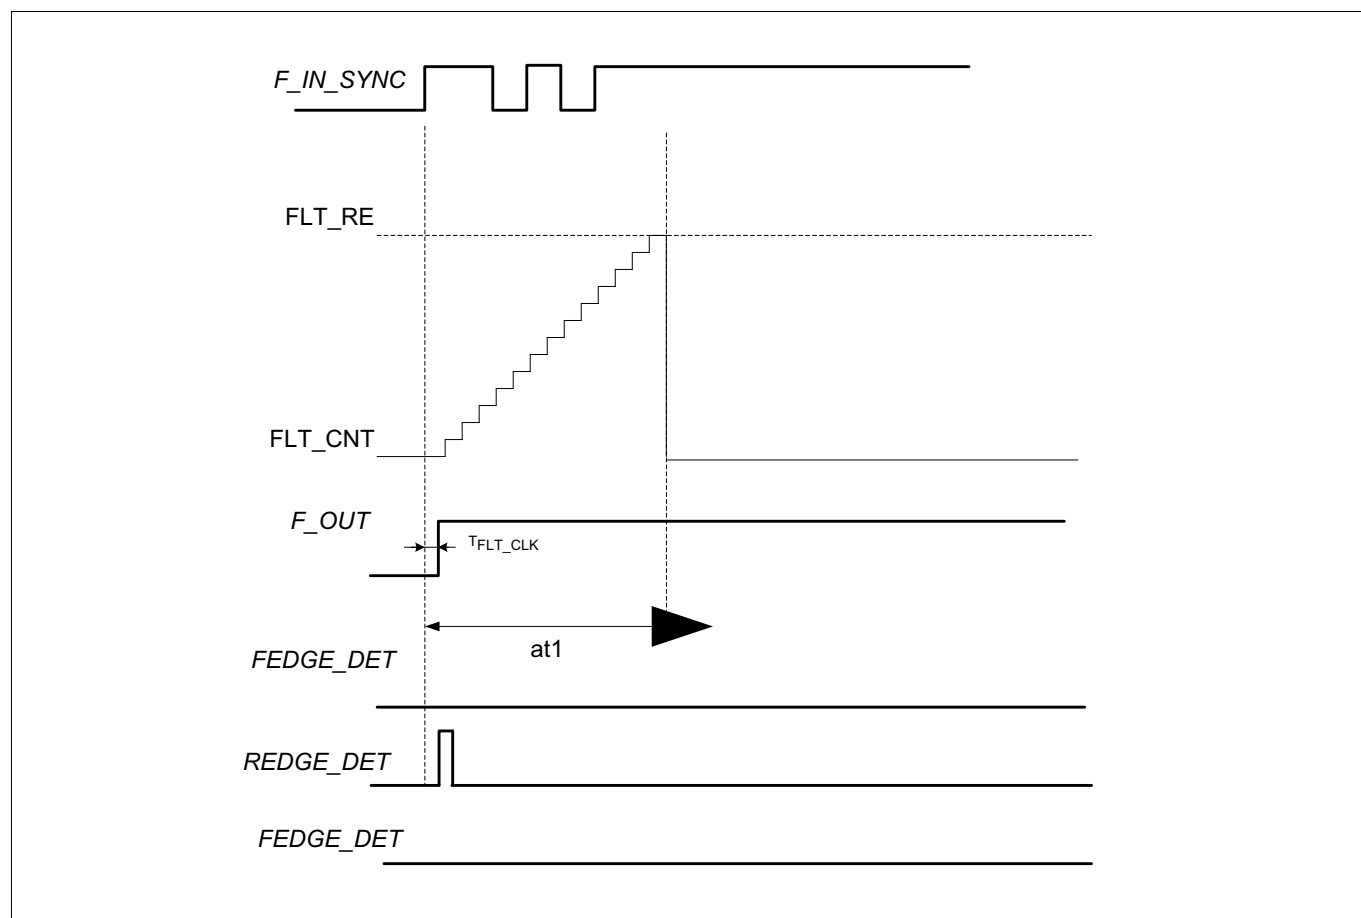 F_IN_SYNC
FLT_RE
FLT_CNT
F_OUT
TFLT_CLK
at1
FEDGE_DET
REDGE_DET
FEDGE_DET